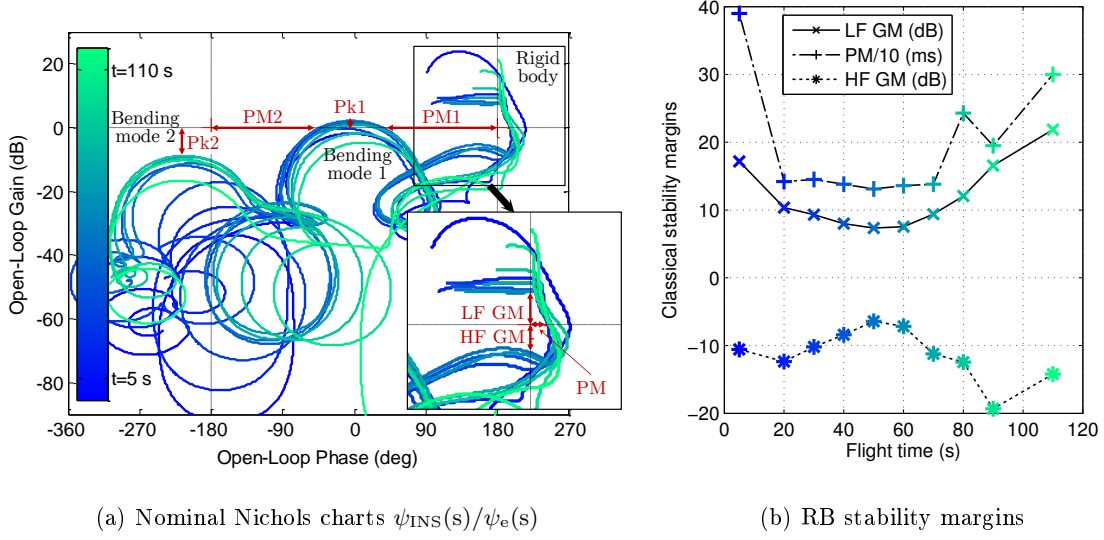 Open-Loop Gain (dB)
20
0
−20
−40
−60
−80
−360
−270
−180
−90
0
90
180
270
Open-Loop Phase (deg)
t=110 s
t=5 s
Bending
mode 2
Pk2
PM2
Pk1
PM1
Bending
mode 1
Rigid
body
LF GM
HF GM
PM
(a) Nominal Nichols charts ψINS(s)/ψe(s)
Classical stability margins
40
30
20
10
0
−10
−20
0
20
40
60
80
100
120
Flight time (s)
LF GM (dB)
PM/10 (ms)
HF GM (dB)
(b) RB stability margins